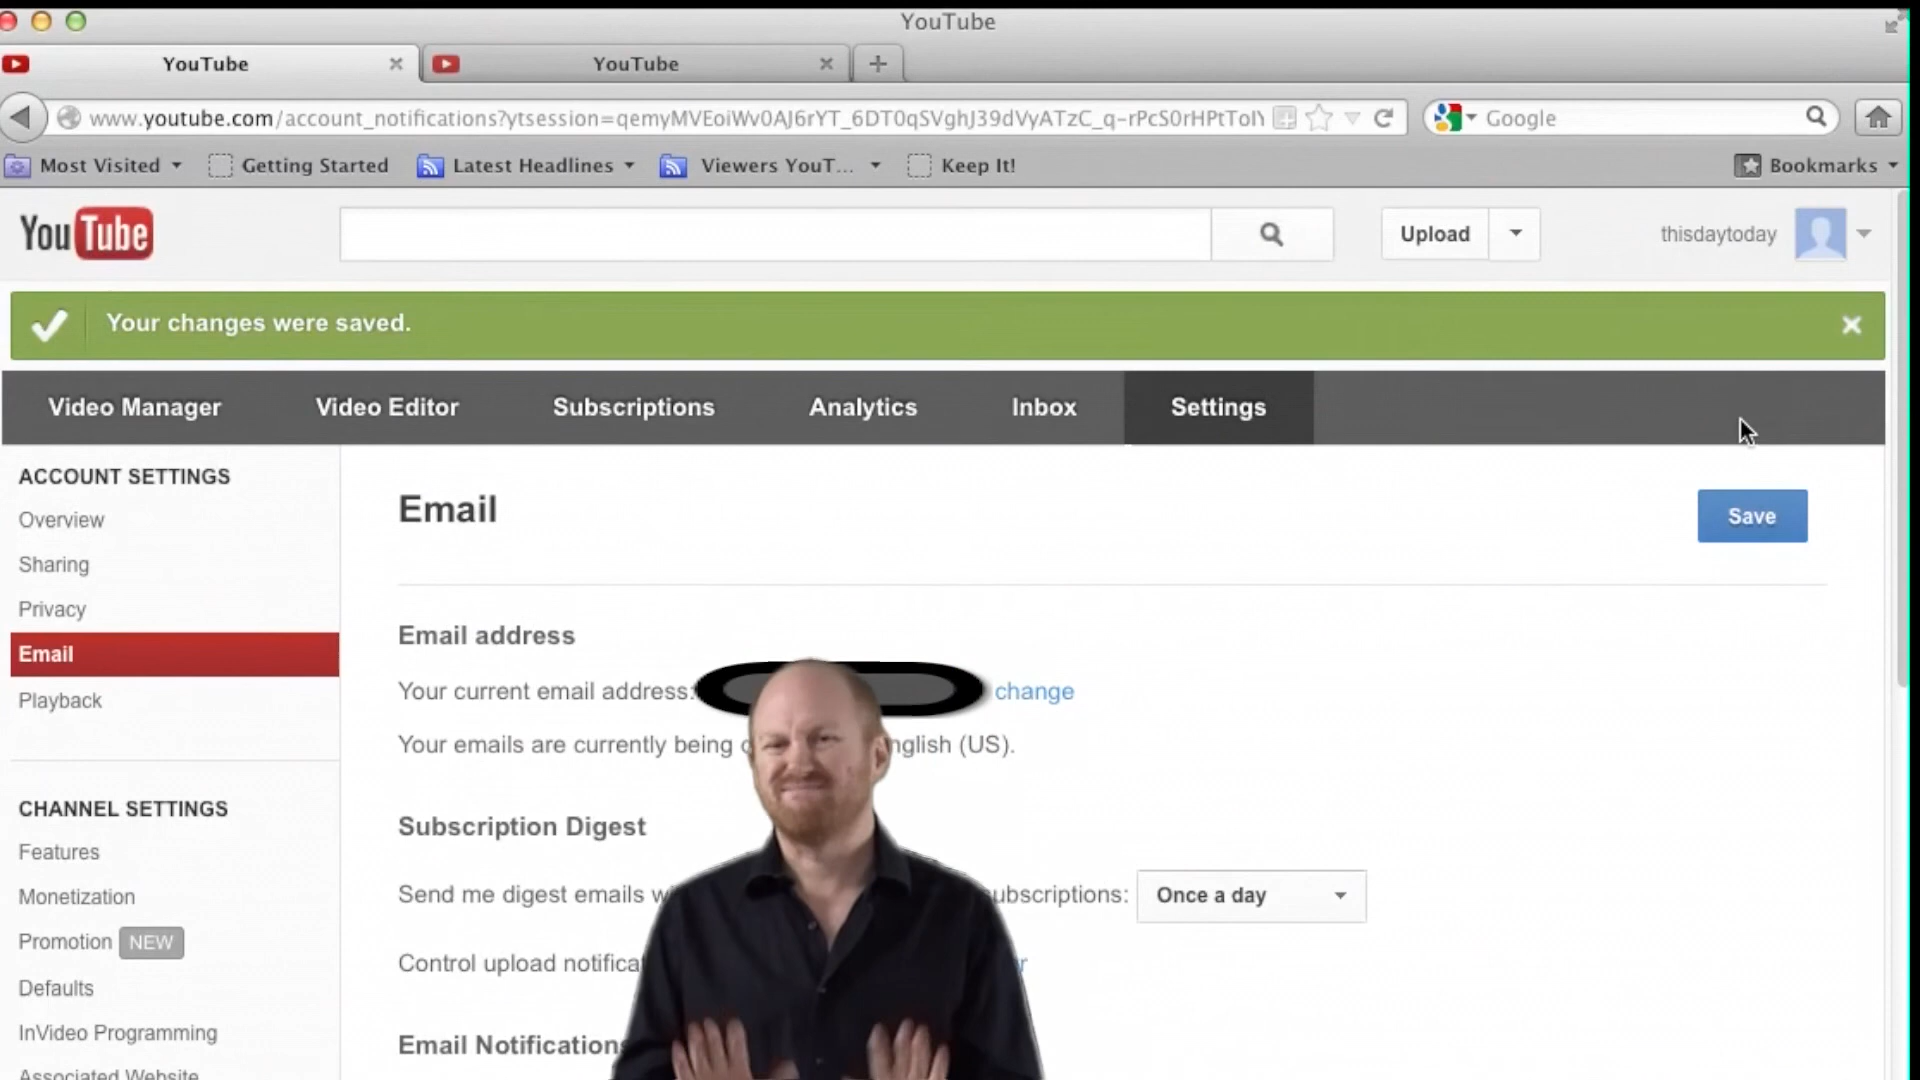 YouTube
YouTube
YouTube
www.youtube.com/account_notifications?ytsession=qemyMVEoiWv0AJ6rYT_6DT0qSVghJ39dVyATzC_q-rPcS0rHPtTolY
Google
Most Visited
Getting Started
Latest Headlines
Viewers YouT...
Keep It!
Bookmarks
YouTube
Upload
thisdaytoday
Your changes were saved.
Video Manager
Video Editor
Subscriptions
Analytics
Inbox
Settings
ACCOUNT SETTINGS
Overview
Sharing
Privacy
Email
Playback
CHANNEL SETTINGS
Features
Monetization
Promotion NEW
Defaults
InVideo Programming
Associated Website
Email
Save
Email address
Your current email address: change
Your emails are currently being nglish (US).
Subscription Digest
Send me digest emails ubscriptions: Once a day
Control upload notifica
Email Notifications